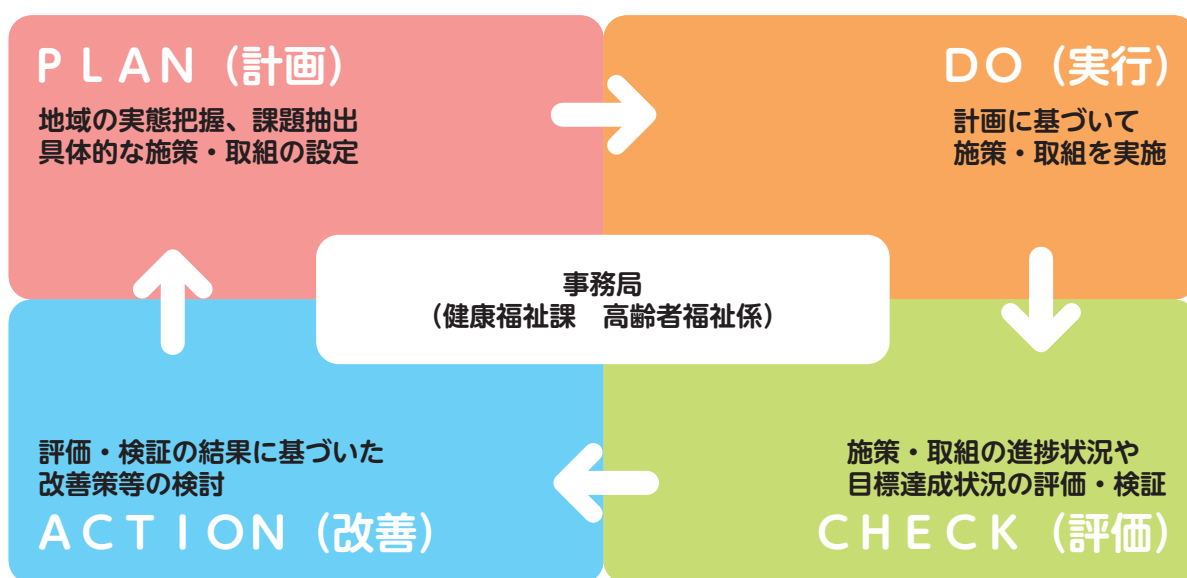 ＰＬＡＮ（計画）
地域の実態把握、課題抽出
具体的な施策・取組の設定
ＤＯ（実行）
計画に基づいて
施策・取組を実施
事務局
（健康福祉課　高齢者福祉係）
評価・検証の結果に基づいた
改善策等の検討
ＡＣＴＩＯＮ（改善）
施策・取組の進捗状況や
目標達成状況の評価・検証
ＣＨＥＣＫ（評価）